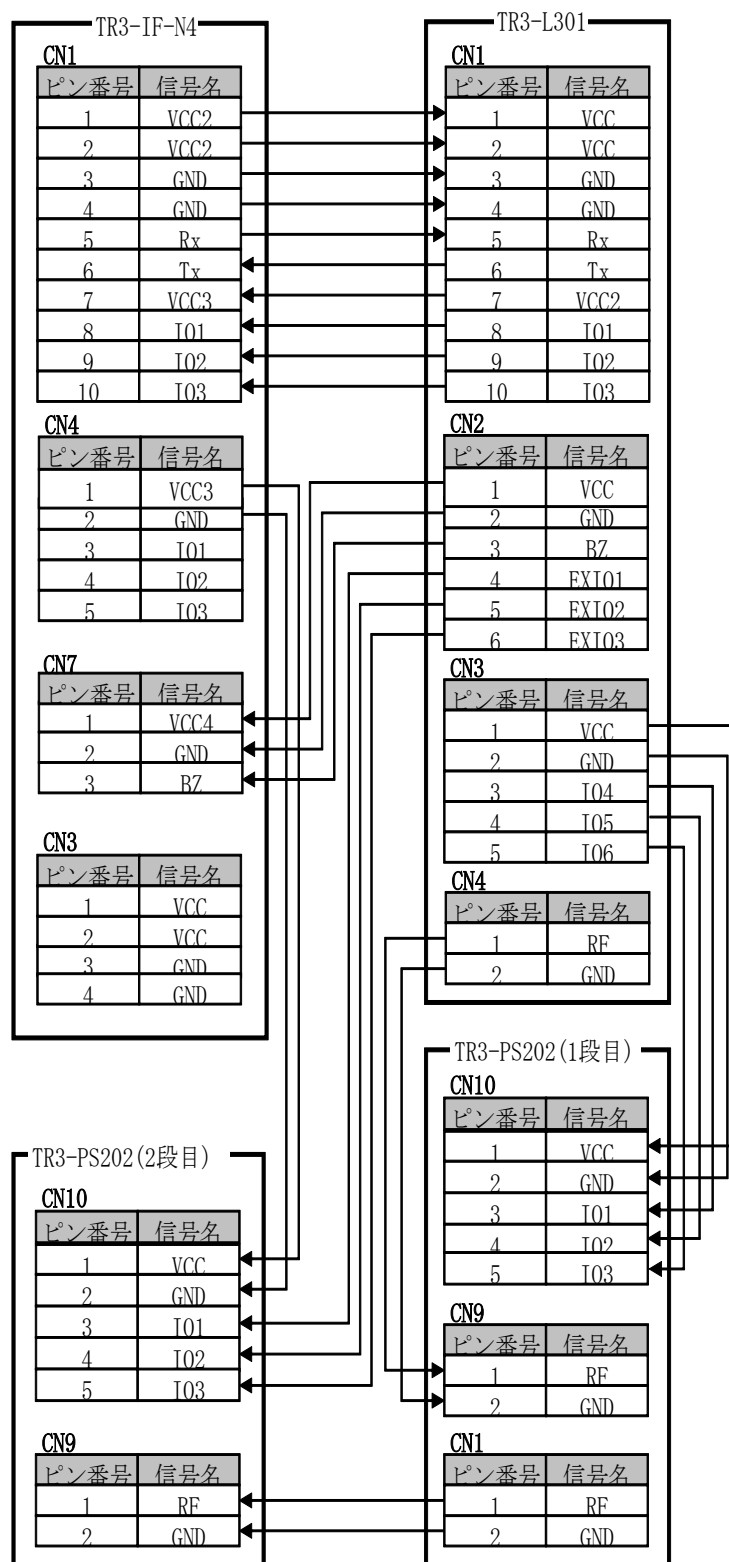 TR3-IF-N4
CN1
ピン番号 信号名
1 VCC2
2 VCC2
3 GND
4 GND
5 Rx
6 Tx
7 VCC3
8 IO1
9 IO2
10 IO3
CN4
ピン番号 信号名
1 VCC3
2 GND
3 IO1
4 IO2
5 IO3
CN7
ピン番号 信号名
1 VCC4
2 GND
3 BZ
CN3
ピン番号 信号名
1 VCC
2 VCC
3 GND
4 GND
TR3-L301
CN1
ピン番号 信号名
1 VCC
2 VCC
3 GND
4 GND
5 Rx
6 Tx
7 VCC2
8 IO1
9 IO2
10 IO3
CN2
ピン番号 信号名
1 VCC
2 GND
3 BZ
4 EXIO1
5 EXIO2
6 EXIO3
CN3
ピン番号 信号名
1 VCC
2 GND
3 IO4
4 IO5
5 IO6
CN4
ピン番号 信号名
1 RF
2 GND
TR3-PS202(1段目)
CN10
ピン番号 信号名
1 VCC
2 GND
3 IO1
4 IO2
5 IO3
CN9
ピン番号 信号名
1 RF
2 GND
CN1
ピン番号 信号名
1 RF
2 GND
TR3-PS202(2段目)
CN10
ピン番号 信号名
1 VCC
2 GND
3 IO1
4 IO2
5 IO3
CN9
ピン番号 信号名
1 RF
2 GND